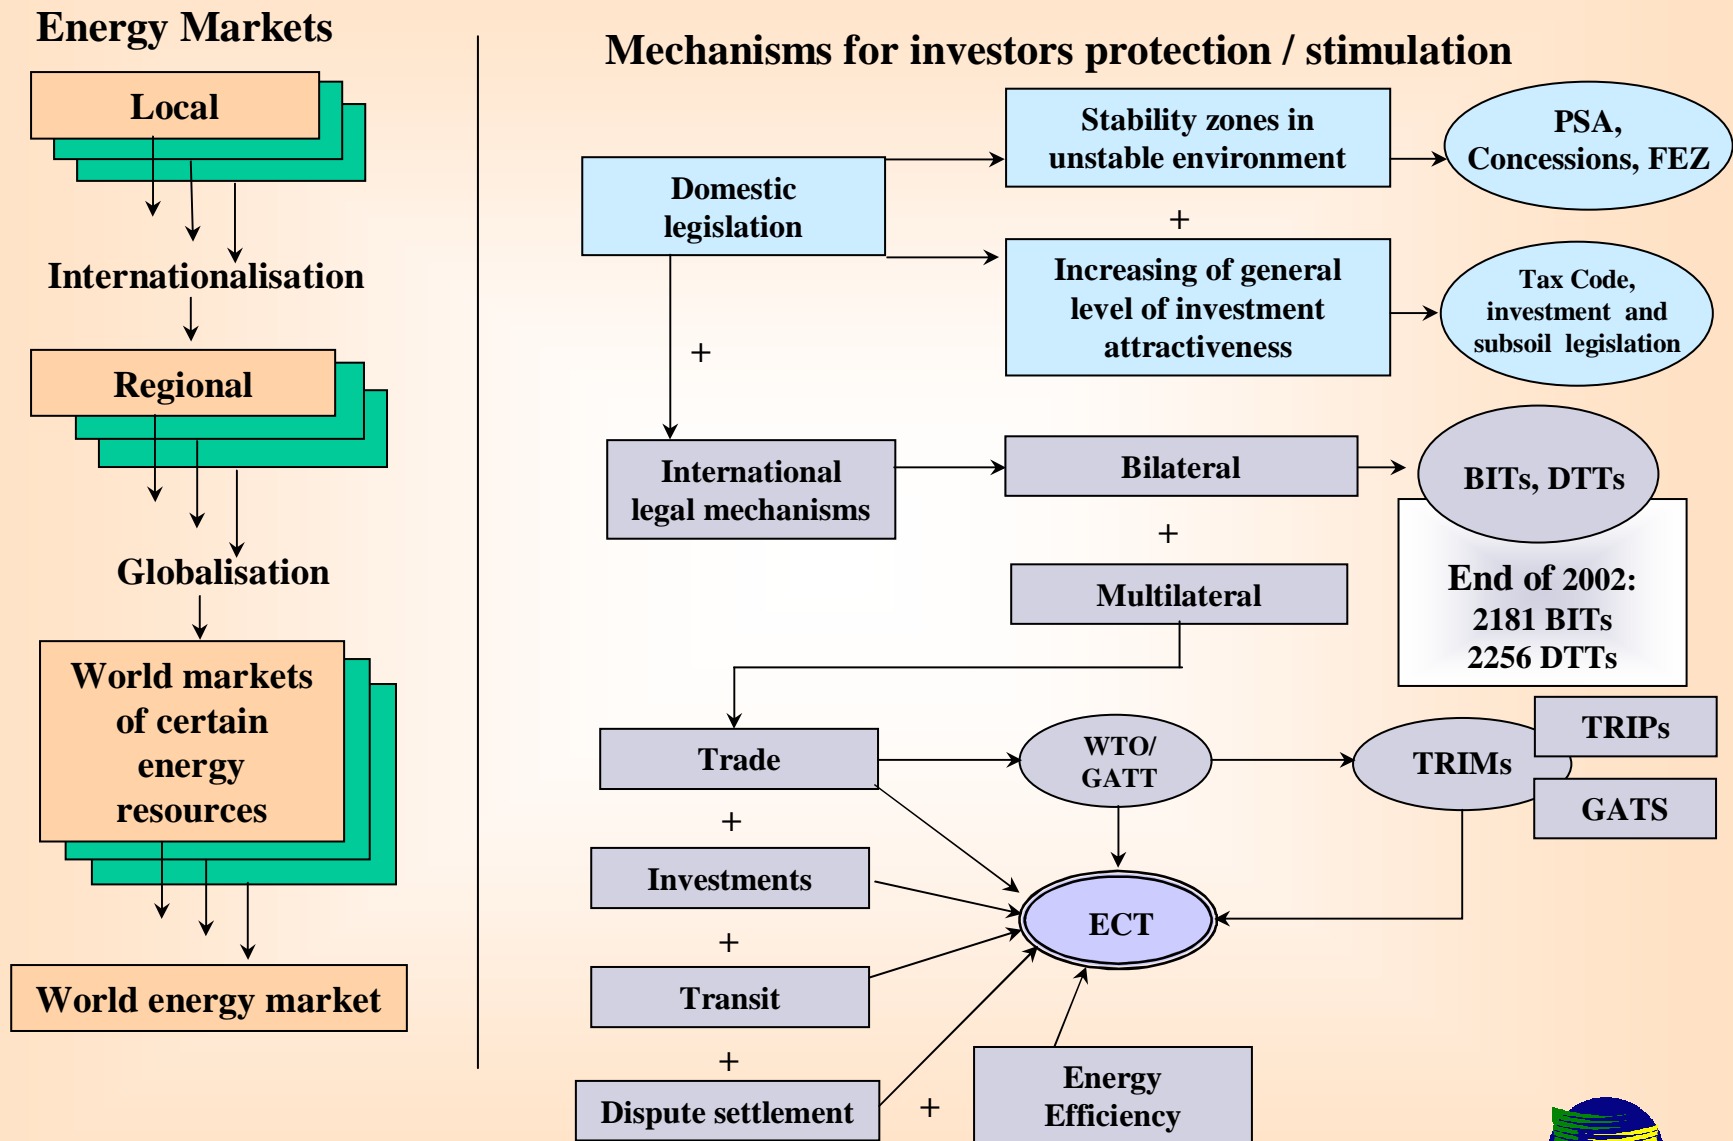 Energy Markets
Local
Internationalisation
Regional
Globalisation
World markets
of certain
energy
resources
World energy market
Mechanisms for investors protection / stimulation
Domestic
legislation
Stability zones in
unstable environment
PSA,
Concessions, FEZ
+
Increasing of general
level of investment
attractiveness
Tax Code,
investment and
subsoil legislation
+
International
legal mechanisms
Bilateral
BITs, DTTs
+
End of 2002:
2181 BITs
2256 DTTs
Multilateral
Trade
WTO/
GATT
TRIMs
TRIPs
GATS
+
Investments
ECT
+
Transit
+
Dispute settlement
+
Energy
Efficiency